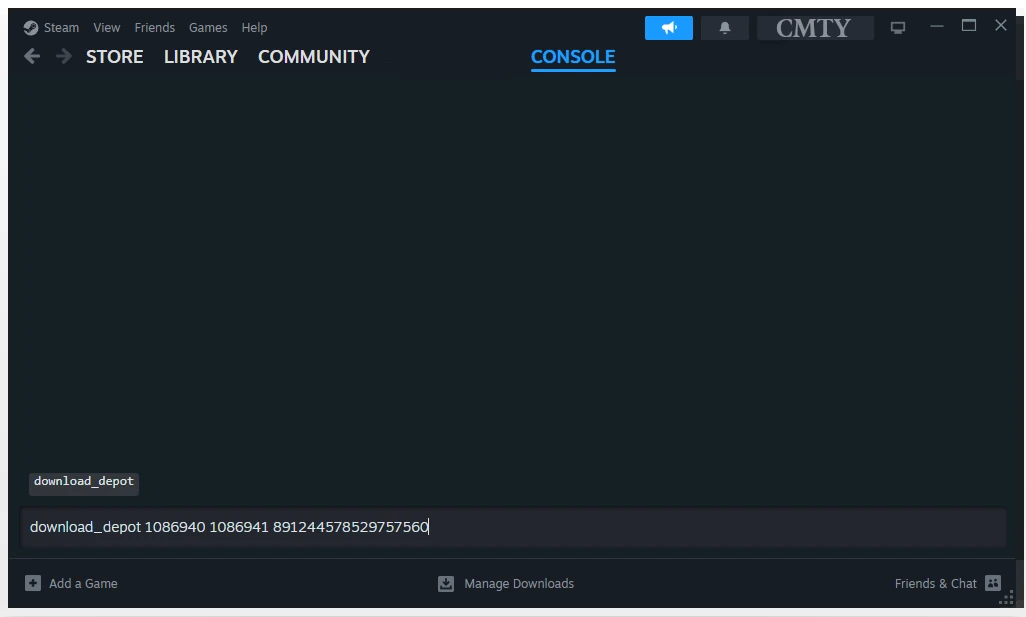 Steam View Friends Games Help CMTY
STORE LIBRARY COMMUNITY CONSOLE
download_depot
download_depot 1086940 1086941 891244578529757560
Add a Game Manage Downloads Friends & Chat